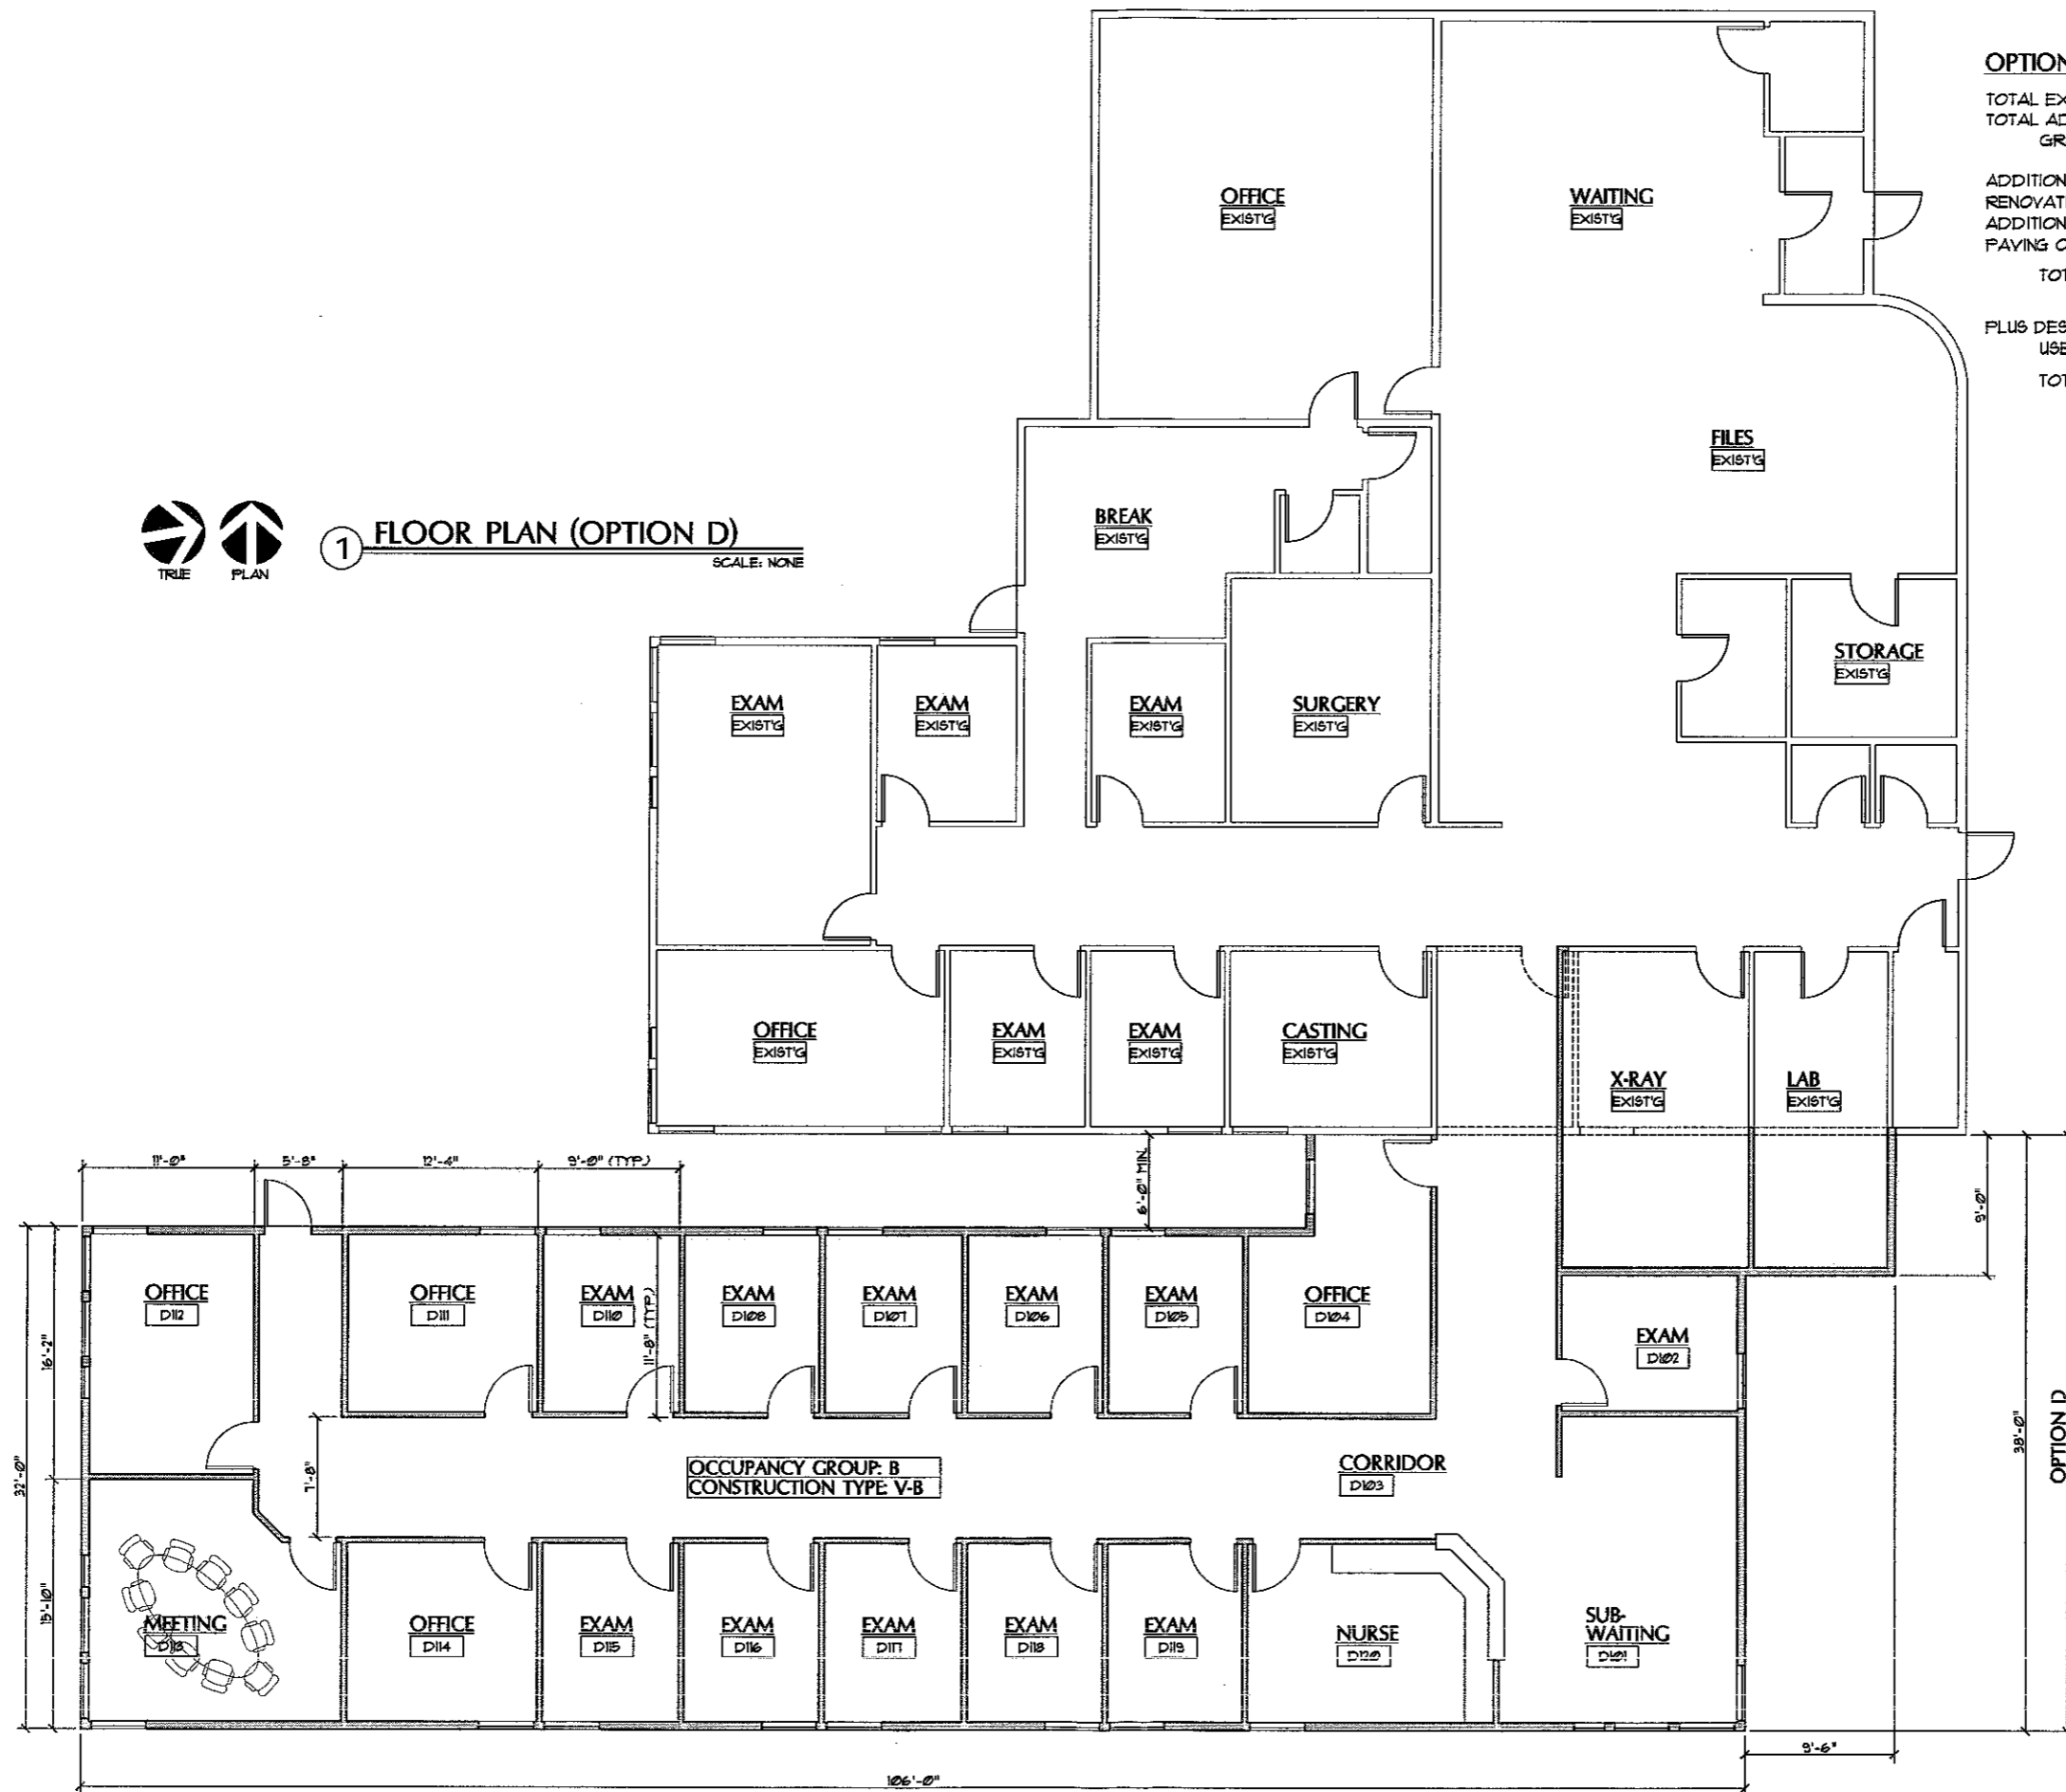 OPTION
TOTAL EX
TOTAL AD
GR
ADDITION
RENOVATI
ADDITION
PAVING O
TOT
PLUS DES
USE
TOT
OFFICE
EXIST'G
WAITING
EXIST'G
FILES
EXIST'G
TRUE
PLAN
1
FLOOR PLAN (OPTION D)
SCALE: NONE
BREAK
EXIST'G
STORAGE
EXIST'G
EXAM
EXIST'G
EXAM
EXIST'G
EXAM
EXIST'G
SURGERY
EXIST'G
OFFICE
EXIST'G
EXAM
EXIST'G
EXAM
EXIST'G
CASTING
EXIST'G
X-RAY
EXIST'G
LAB
EXIST'G
11'-0"
5'-8"
12'-4"
9'-0" (TYP.)
6'-0" MIN.
9'-0"
OFFICE
D112
OFFICE
D111
EXAM
D110
11'-8" (TYP.)
EXAM
D108
EXAM
D107
EXAM
D106
EXAM
D105
OFFICE
D104
EXAM
D102
16'-2"
32'-0"
7'-8"
OCCUPANCY GROUP: B
CONSTRUCTION TYPE: V-B
CORRIDOR
D103
38'-0"
OPTION D
15'-10"
MEETING
D113
OFFICE
D114
EXAM
D115
EXAM
D116
EXAM
D117
EXAM
D118
EXAM
D119
NURSE
D120
SUB-
WAITING
D101
9'-6"
106'-0"